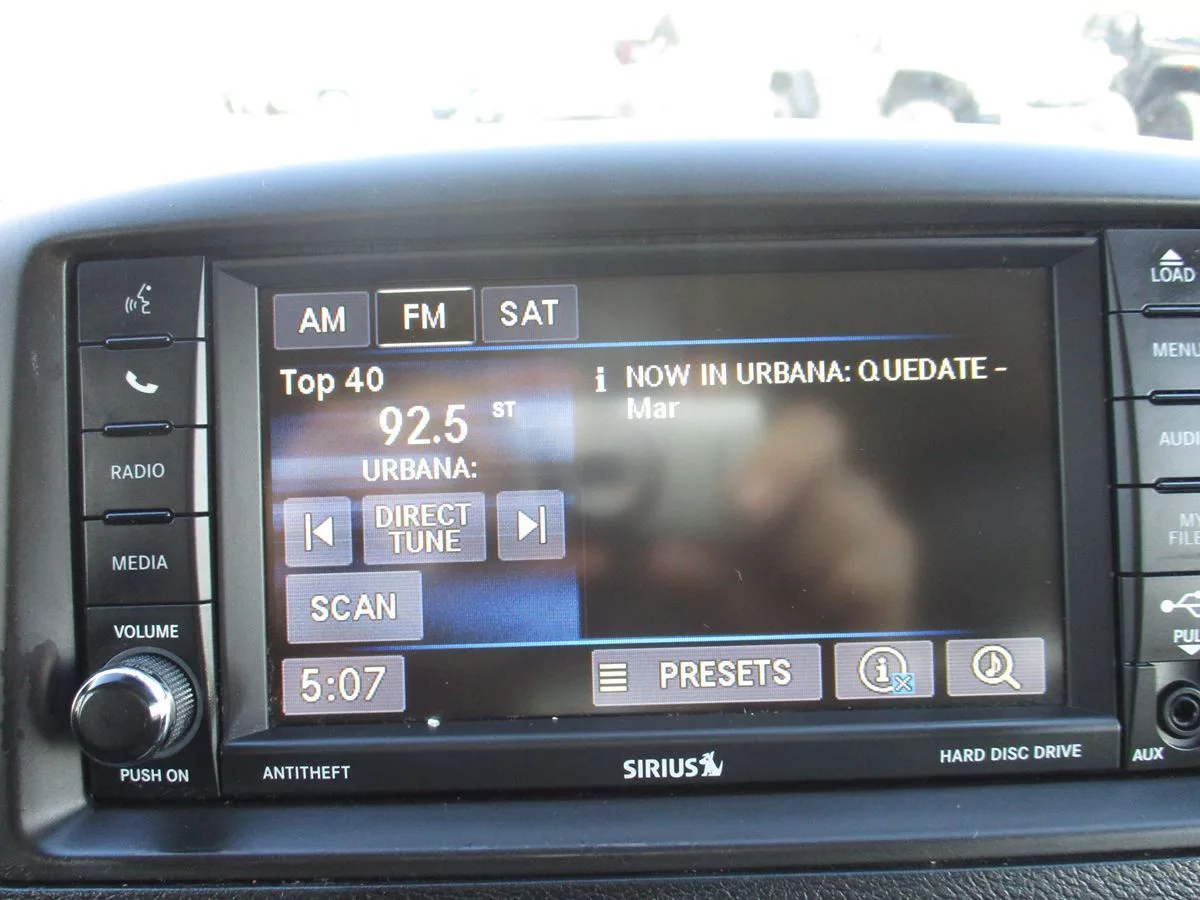 AM FM SAT
Top 40
92.5 ST
URBANA:
DIRECT
TUNE
SCAN
5:07
i NOW IN URBANA: QUEDATE -
Mar
PRESETS
i
RADIO
MEDIA
VOLUME
PUSH ON
ANTITHEFT
SIRIUS
HARD DISC DRIVE
LOAD
MENU
AUDI
MY
FILE
PUL
AUX